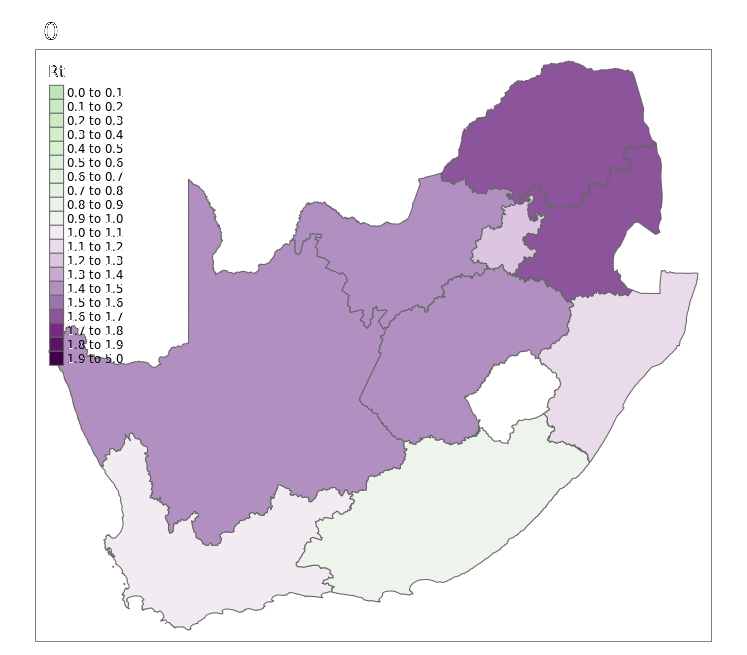 0
Rt
0.0 to 0.1
0.1 to 0.2
0.2 to 0.3
0.3 to 0.4
0.4 to 0.5
0.5 to 0.6
0.6 to 0.7
0.7 to 0.8
0.8 to 0.9
0.9 to 1.0
1.0 to 1.1
1.1 to 1.2
1.2 to 1.3
1.3 to 1.4
1.4 to 1.5
1.5 to 1.6
1.6 to 1.7
1.7 to 1.8
1.8 to 1.9
1.9 to 5.0